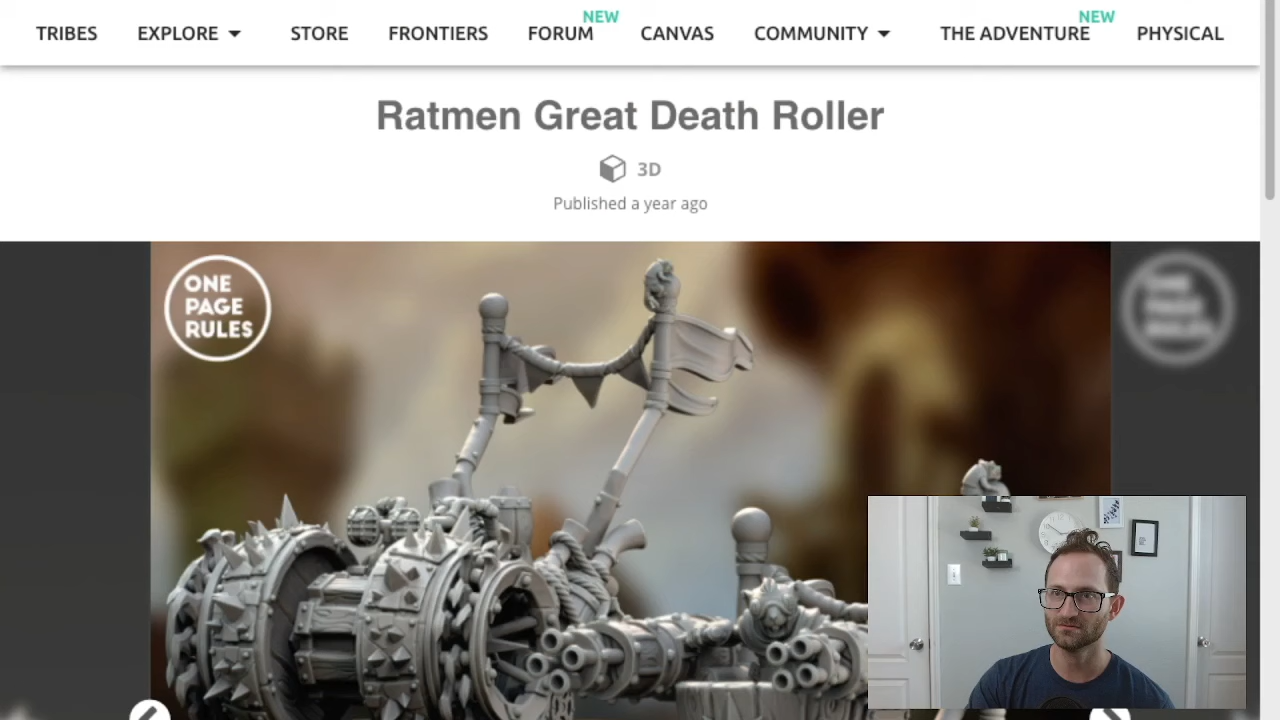 NEW NEW
TRIBES EXPLORE STORE FRONTIERS FORUM CANVAS COMMUNITY THE ADVENTURE PHYSICAL
Ratmen Great Death Roller
3D
Published a year ago
ONE
PAGE
RULES